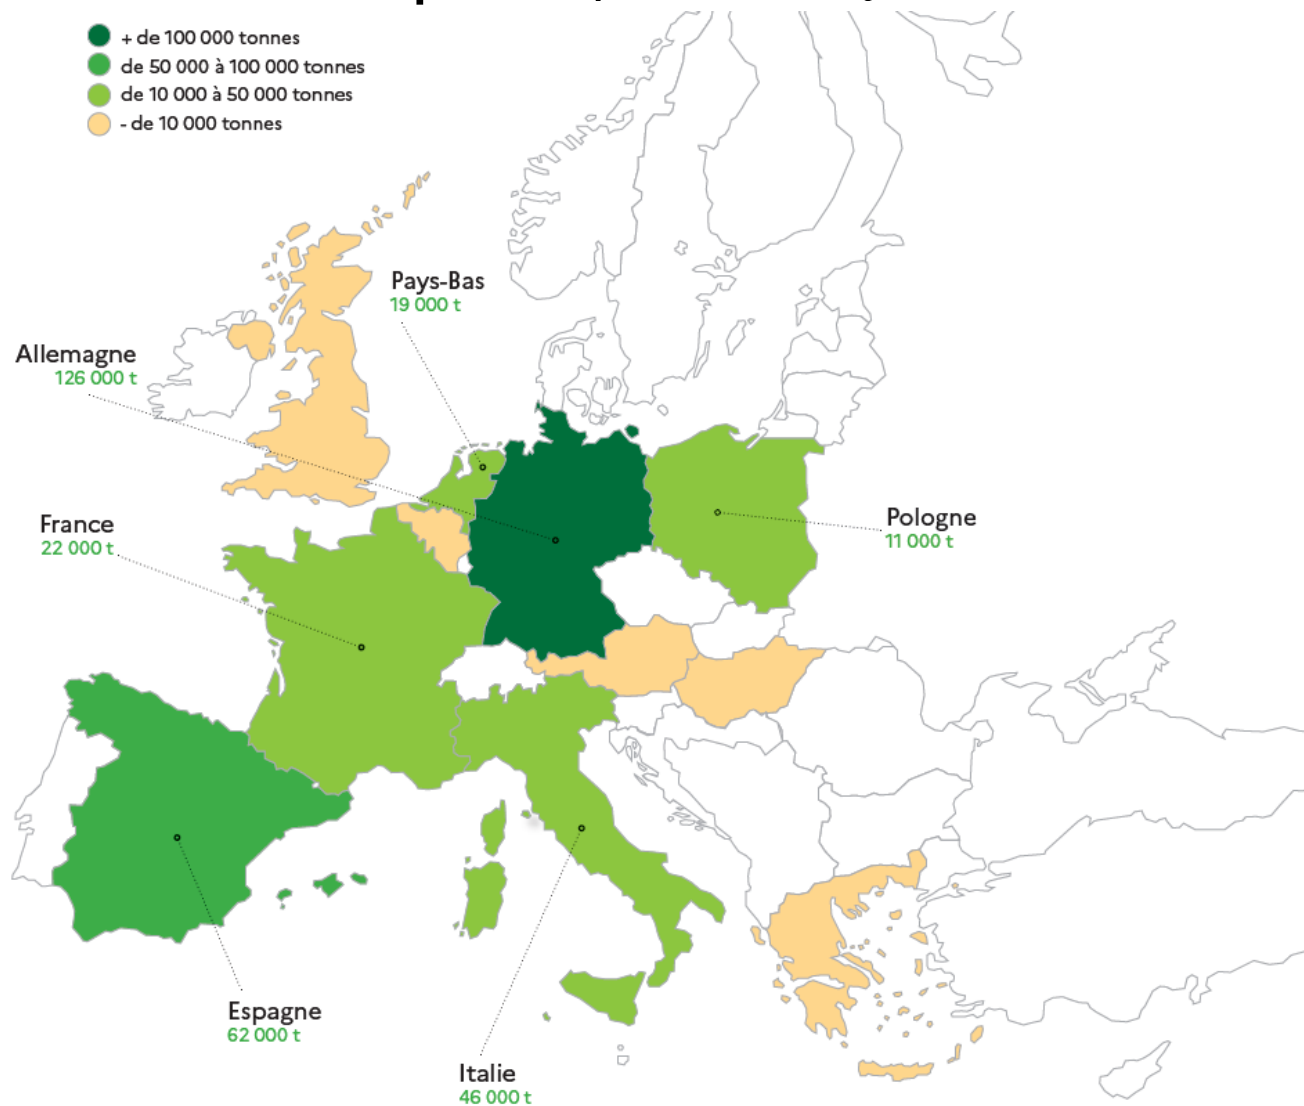 + de 100 000 tonnes
de 50 000 à 100 000 tonnes
de 10 000 à 50 000 tonnes
- de 10 000 tonnes
Pays-Bas
19 000 t
Allemagne
126 000 t
France
22 000 t
Pologne
11 000 t
Espagne
62 000 t
Italie
46 000 t